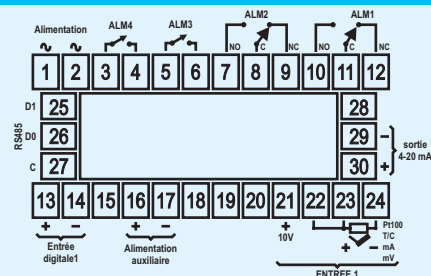 Alimentation ALM4 ALM3 ALM2 ALM1
NO C NC NO C NC
1 2 3 4 5 6 7 8 9 10 11 12
D1 25 28
RS485 D0 26 29 − sortie
4-20 mA
C 27 30 +
13 14 15 16 17 18 19 20 21 22 23 24
+ − + − + Pt100
10V + − T/C
mA
mV
Entrée
digitale1
Alimentation
auxiliaire
ENTREE 1